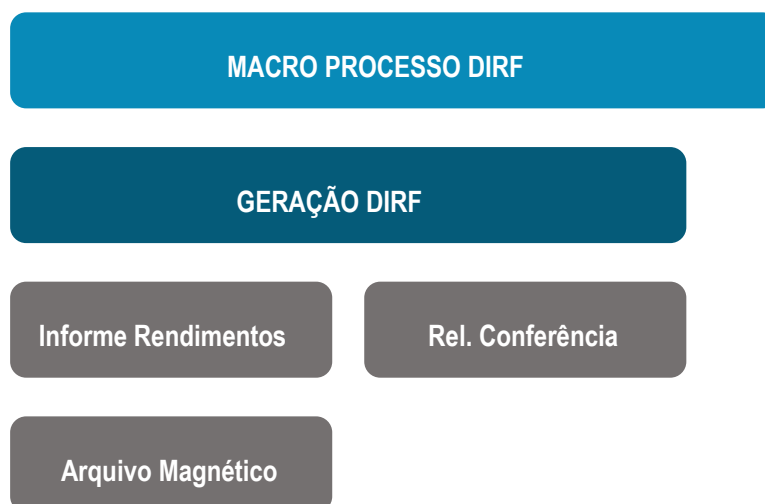 MACRO PROCESSO DIRF
GERAÇÃO DIRF
Informe Rendimentos
Rel. Conferência
Arquivo Magnético